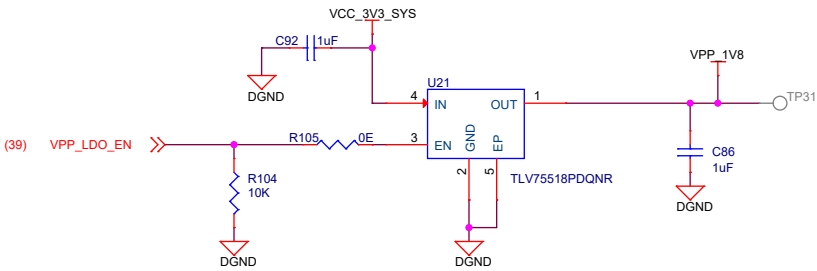 VCC_3V3_SYS
C92 1uF
VPP_1V8
U21
DGND
4 IN OUT 1
TP31
(39) VPP_LDO_EN
R105 0E 3 EN
GND
EP
C86
1uF
R104
10K
2 5
TLV75518PDQNR
DGND
DGND
DGND